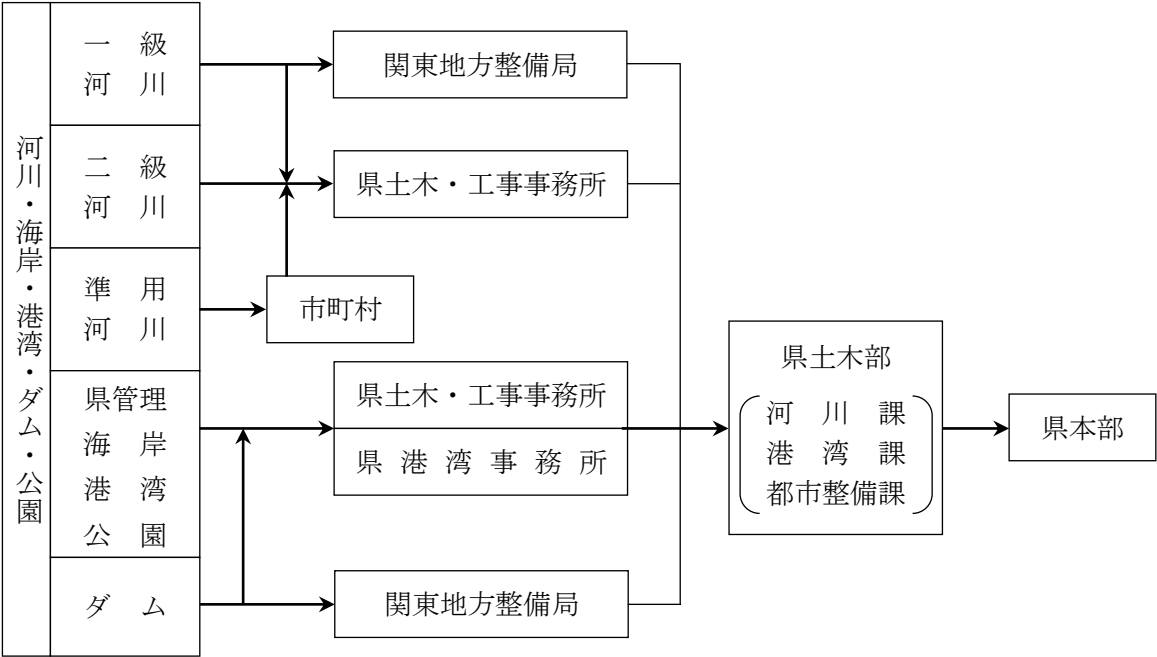 河川・海岸・港湾・ダム・公園
一級
河川
二級
河川
準用
河川
県管理
海岸
港湾
公園
ダム
関東地方整備局
県土木・工事事務所
市町村
県土木・工事事務所
県港湾事務所
関東地方整備局
県土木部
河川課
港湾課
都市整備課
県本部